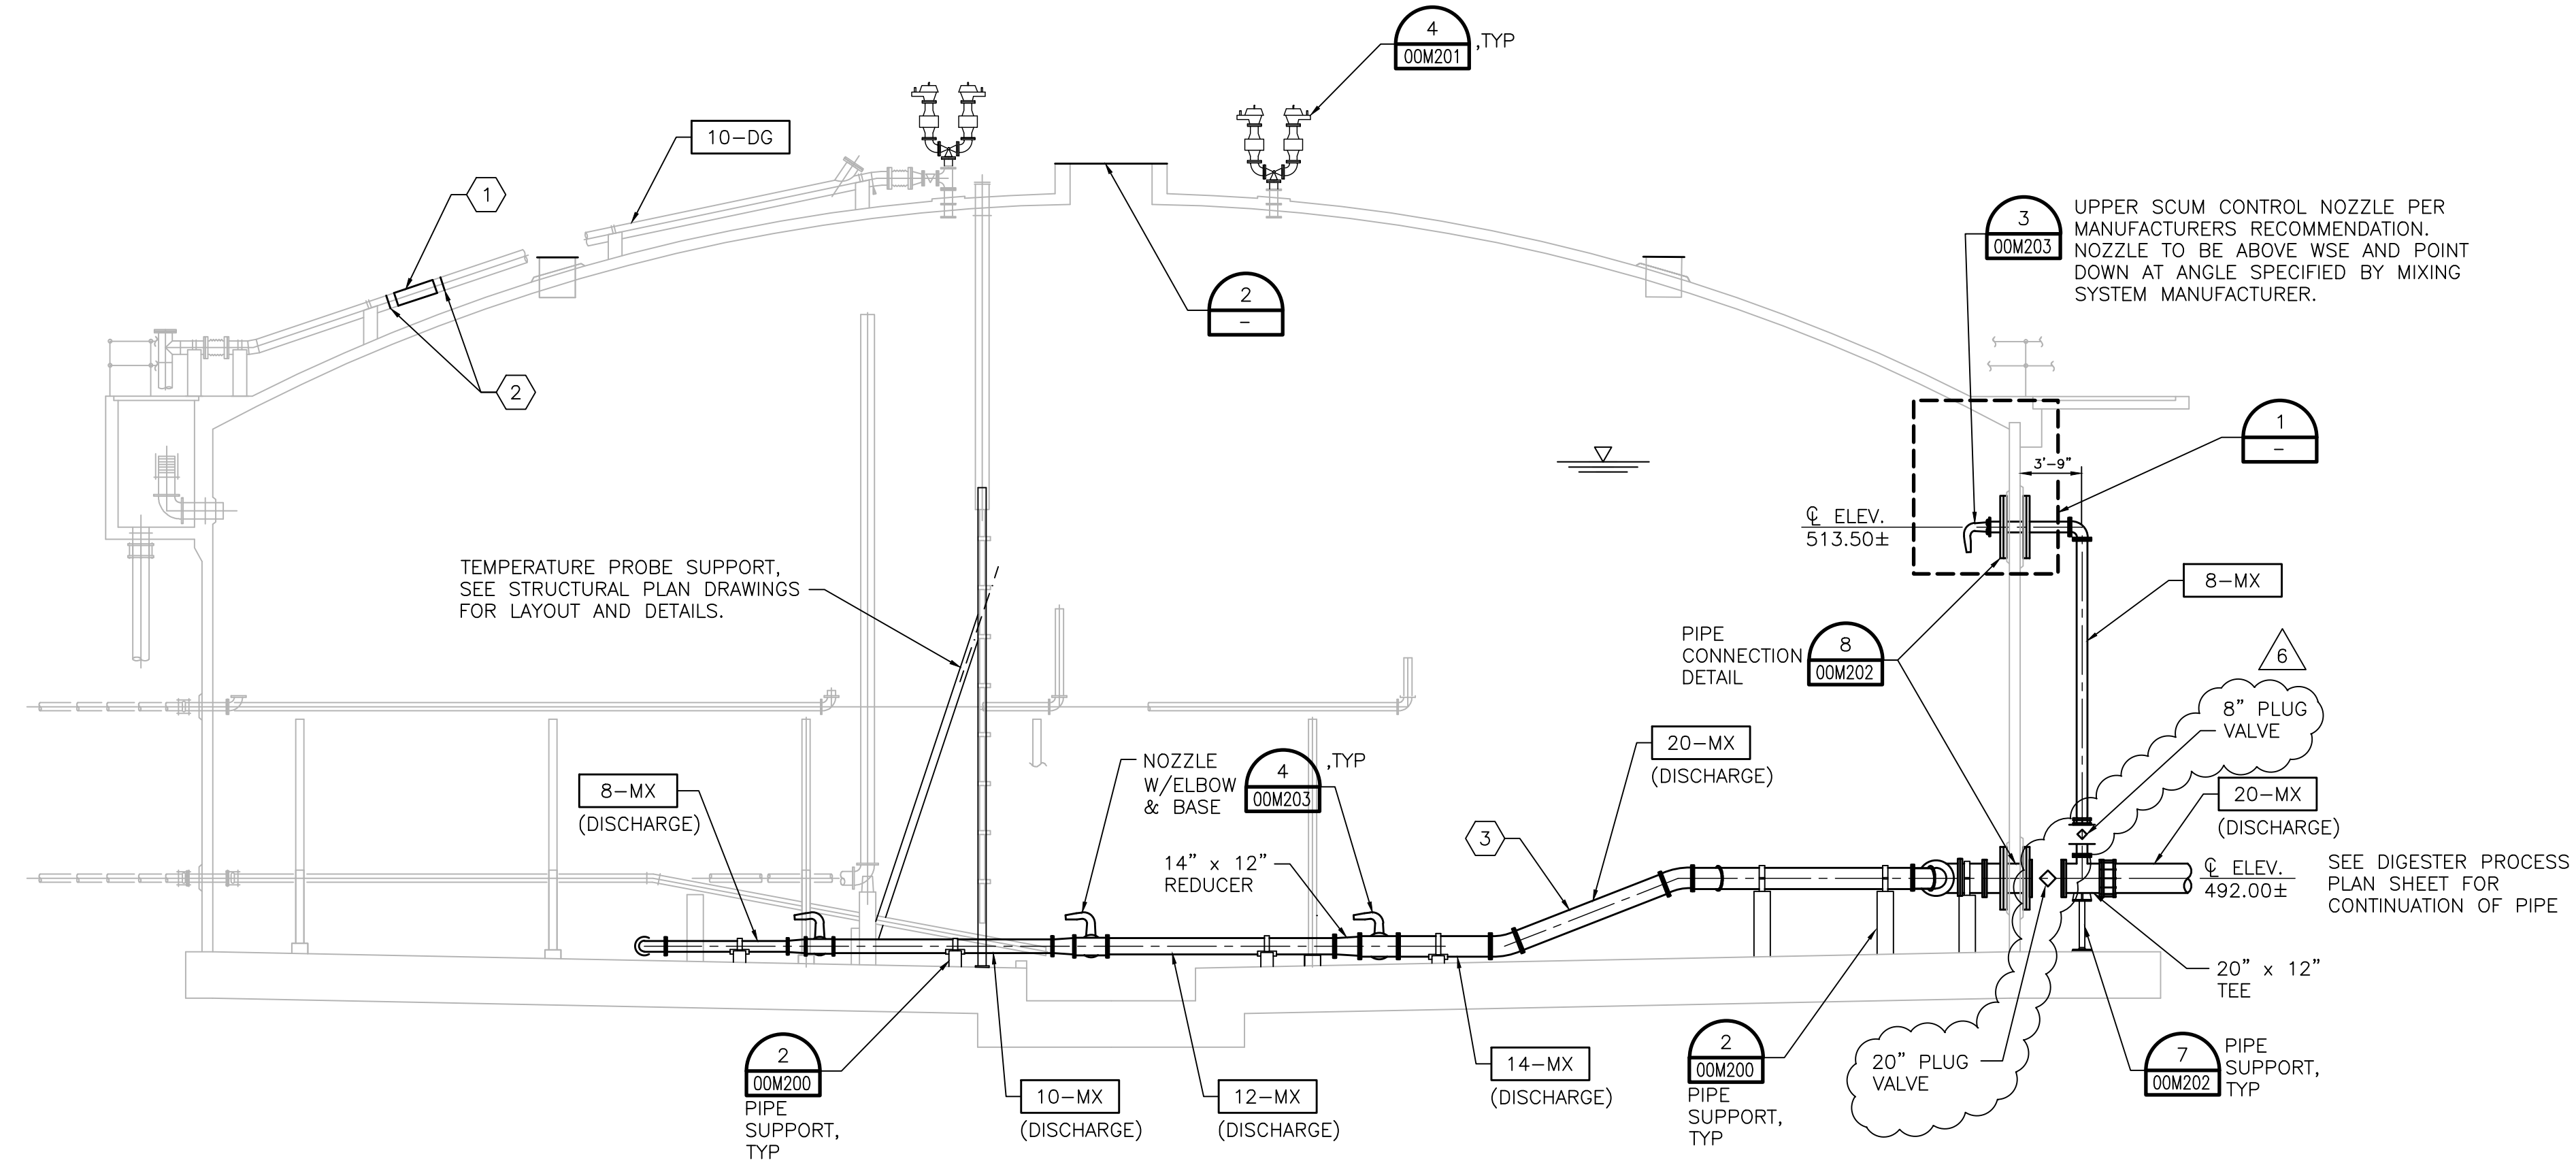 4
00M201
,TYP
10-DG
1
2
2
-
3
00M203
UPPER SCUM CONTROL NOZZLE PER
MANUFACTURERS RECOMMENDATION.
NOZZLE TO BE ABOVE WSE AND POINT
DOWN AT ANGLE SPECIFIED BY MIXING
SYSTEM MANUFACTURER.
1
-
3'-9"
℄ ELEV.
513.50±
TEMPERATURE PROBE SUPPORT,
SEE STRUCTURAL PLAN DRAWINGS
FOR LAYOUT AND DETAILS.
8-MX
PIPE
CONNECTION
DETAIL
8
00M202
6
8" PLUG
VALVE
20-MX
(DISCHARGE)
NOZZLE
W/ELBOW
& BASE
4
00M203
,TYP
8-MX
(DISCHARGE)
20-MX
(DISCHARGE)
3
14" x 12"
REDUCER
℄ ELEV.
492.00±
SEE DIGESTER PROCESS
PLAN SHEET FOR
CONTINUATION OF PIPE
20" x 12"
TEE
2
00M200
PIPE
SUPPORT,
TYP
10-MX
(DISCHARGE)
12-MX
(DISCHARGE)
14-MX
(DISCHARGE)
2
00M200
PIPE
SUPPORT,
TYP
20" PLUG
VALVE
7
00M202
PIPE
SUPPORT,
TYP